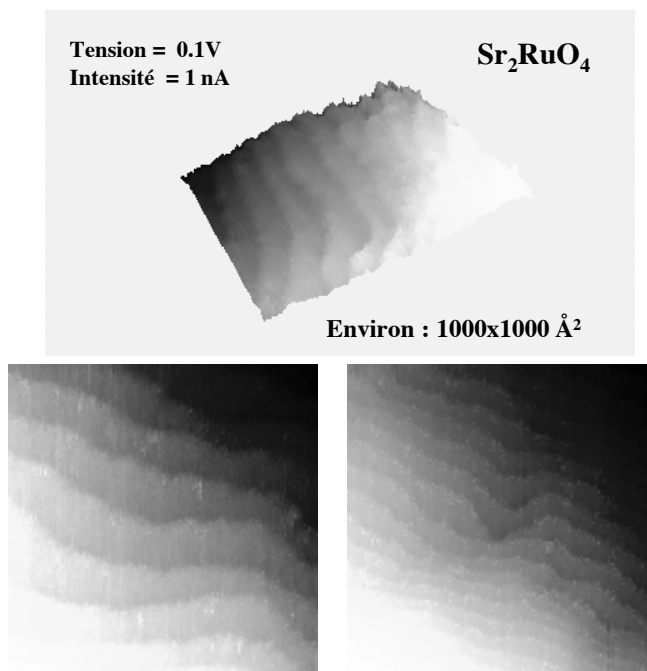 Tension = 0.1V
Intensité = 1 nA
Sr₂RuO₄
Environ : 1000x1000 Å²